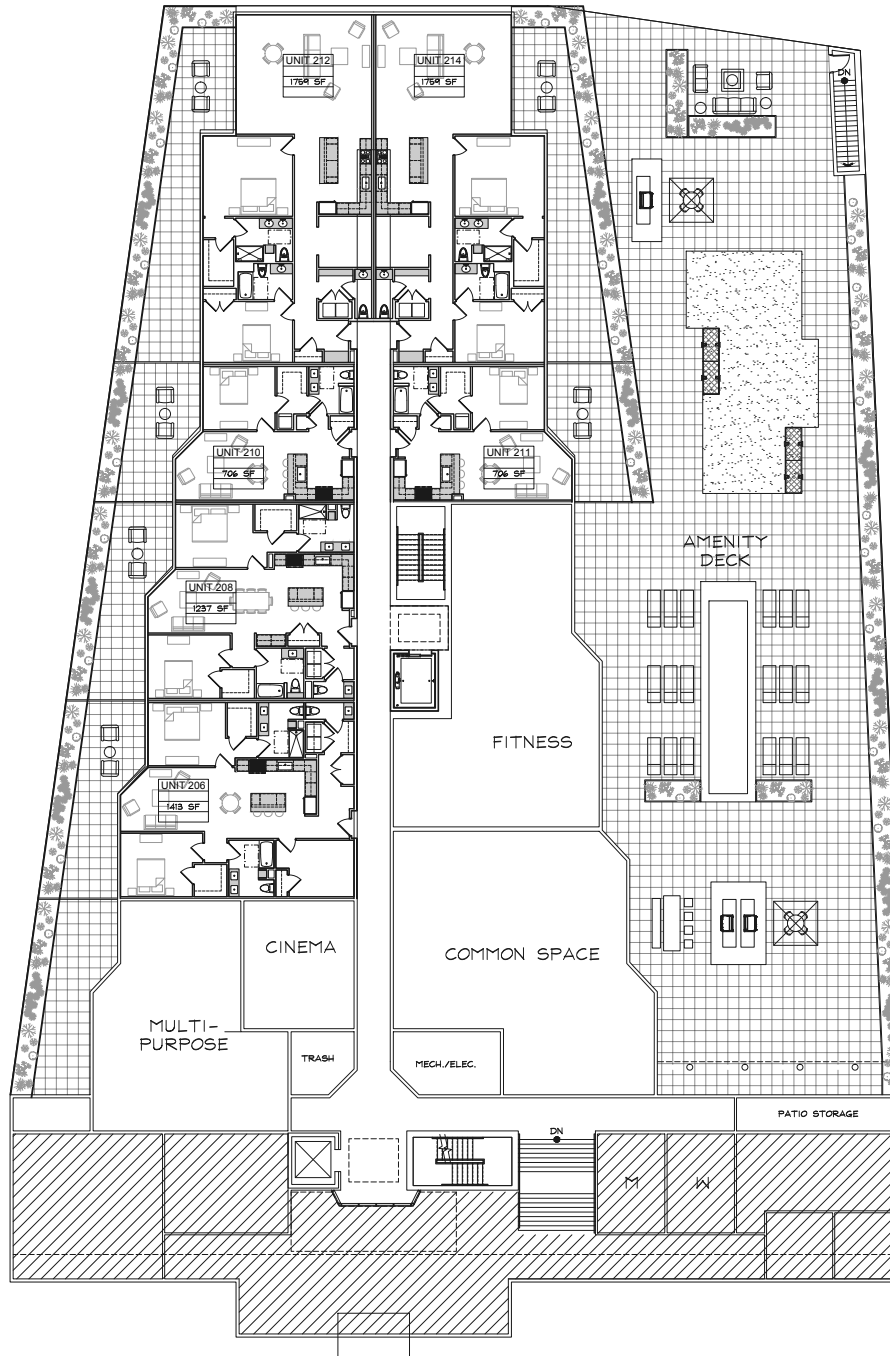 UNIT 212
1759 SF
UNIT 214
1759 SF
DN
UNIT 210
706 SF
UNIT 211
706 SF
AMENITY
DECK
UNIT 208
1237 SF
FITNESS
UNIT 206
1413 SF
CINEMA
COMMON SPACE
MULTI-
PURPOSE
TRASH
MECH./ELEC.
PATIO STORAGE
DN
M
W